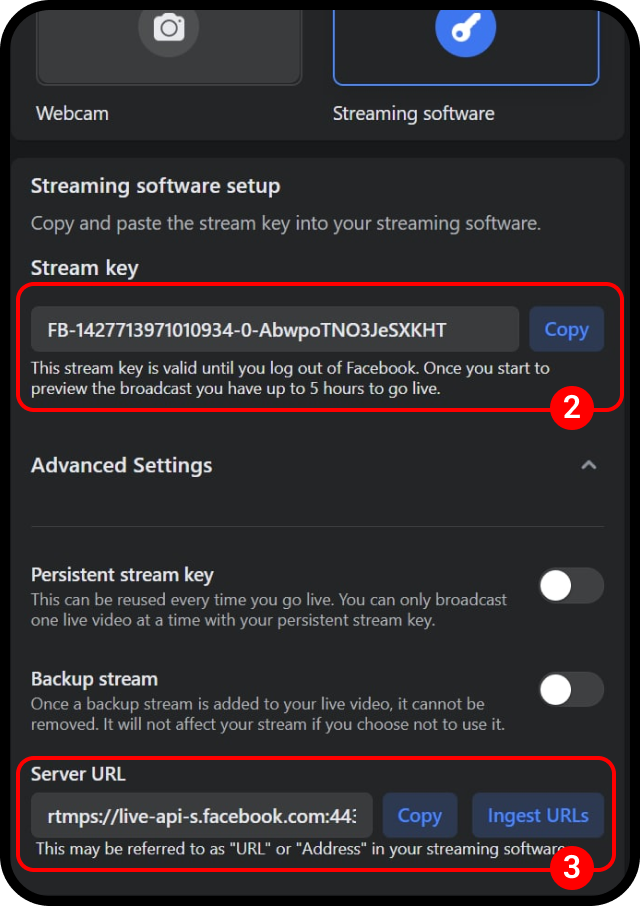 Webcam
Streaming software
Streaming software setup
Copy and paste the stream key into your streaming software.
Stream key
FB-1427713971010934-0-AbwpoTNO3JeSXKHT
Copy
This stream key is valid until you log out of Facebook. Once you start to
preview the broadcast you have up to 5 hours to go live.
2
Advanced Settings
Persistent stream key
This can be reused every time you go live. You can only broadcast
one live video at a time with your persistent stream key.
Backup stream
Once a backup stream is added to your live video, it cannot be
removed. It will not affect your stream if you choose not to use it.
Server URL
rtmps://live-api-s.facebook.com:443
Copy
Ingest URLs
This may be referred to as "URL" or "Address" in your streaming software
3